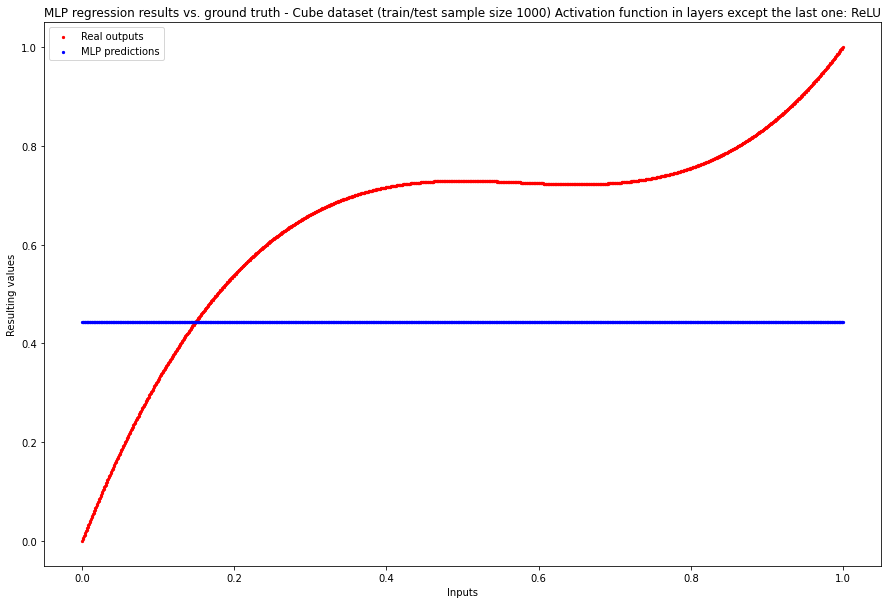 MLP regression results vs. ground truth - Cube dataset (train/test sample size 1000) Activation function in layers except the last one: ReLU
Real outputs
MLP predictions
1.0
0.8
0.6
0.4
0.2
0.0
Resulting values
0.0 0.2 0.4 0.6 0.8 1.0
Inputs